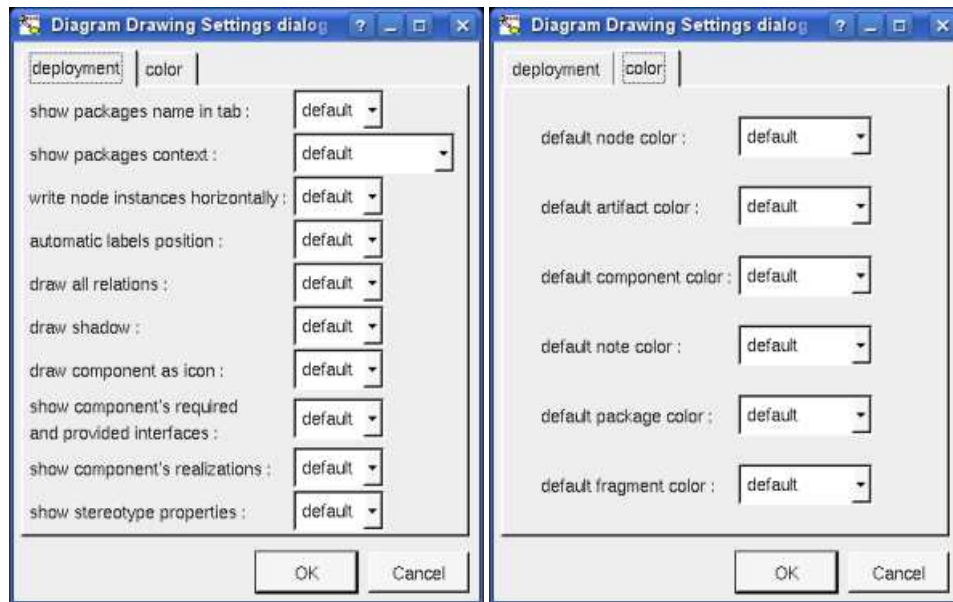 Diagram Drawing Settings dialog
deployment color
show packages name in tab : default
show packages context : default
write node instances horizontally : default
automatic labels position : default
draw all relations : default
draw shadow : default
draw component as icon : default
show component's required
and provided interfaces : default
show component's realizations : default
show stereotype properties : default
OK Cancel
Diagram Drawing Settings dialog
deployment color
default node color : default
default artifact color : default
default component color : default
default note color : default
default package color : default
default fragment color : default
OK Cancel